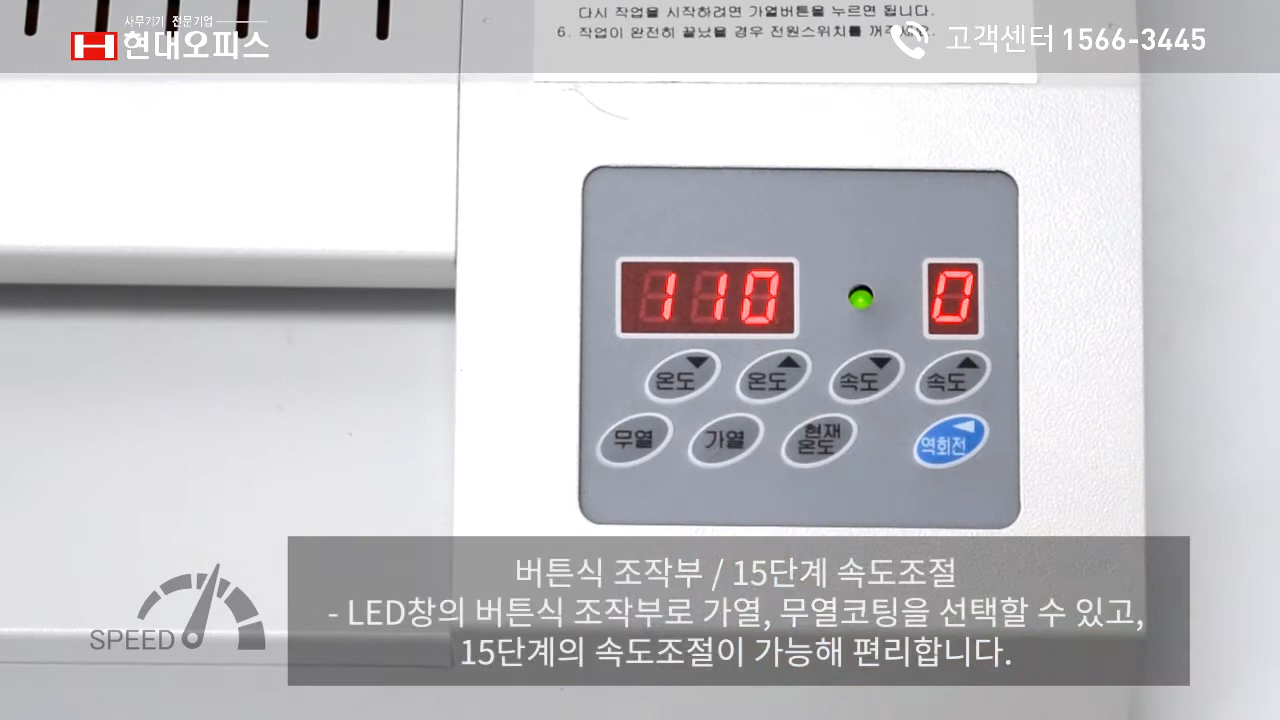 다시 작업을 시작하려면 가열버튼을 누르면 됩니다.
6. 작업이 완전히 끝났을 경우 전원스위치를 꺼주세요.
사무기기 전문기업
현대오피스
고객센터 1566-3445
110
0
온도 온도 속도 속도
무열 가열 현재온도 역회전
버튼식 조작부 / 15단계 속도조절
- LED창의 버튼식 조작부로 가열, 무열코팅을 선택할 수 있고,
15단계의 속도조절이 가능해 편리합니다.
SPEED